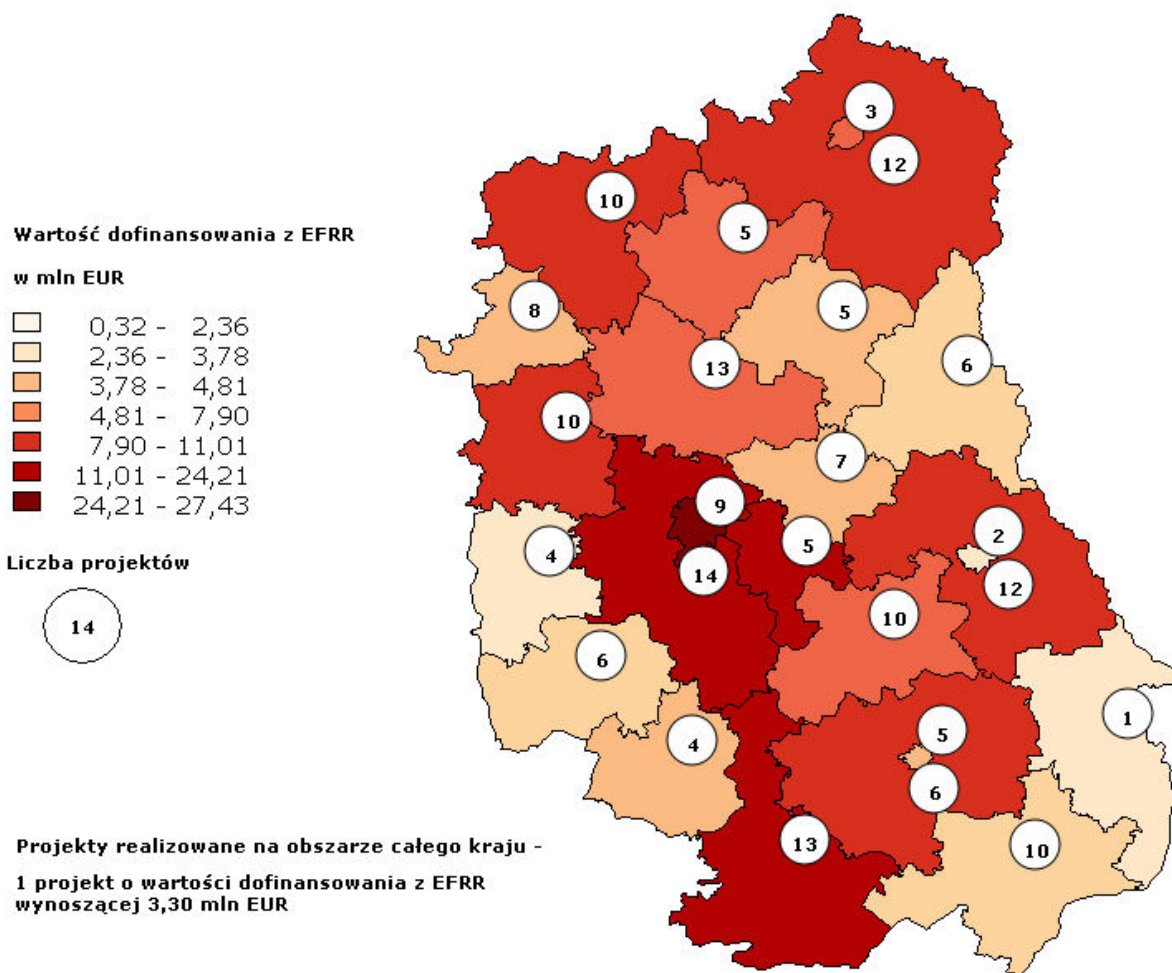 3
12
10
5
Wartość dofinansowania z EFRR
w mln EUR
8
5
0,32 - 2,36
2,36 - 3,78
3,78 - 4,81
4,81 - 7,90
7,90 - 11,01
11,01 - 24,21
24,21 - 27,43
13
6
10
7
9
2
5
4
Liczba projektów
14
12
14
10
6
1
5
4
6
Projekty realizowane na obszarze całego kraju -
13
10
1 projekt o wartości dofinansowania z EFRR
wynoszącej 3,30 mln EUR